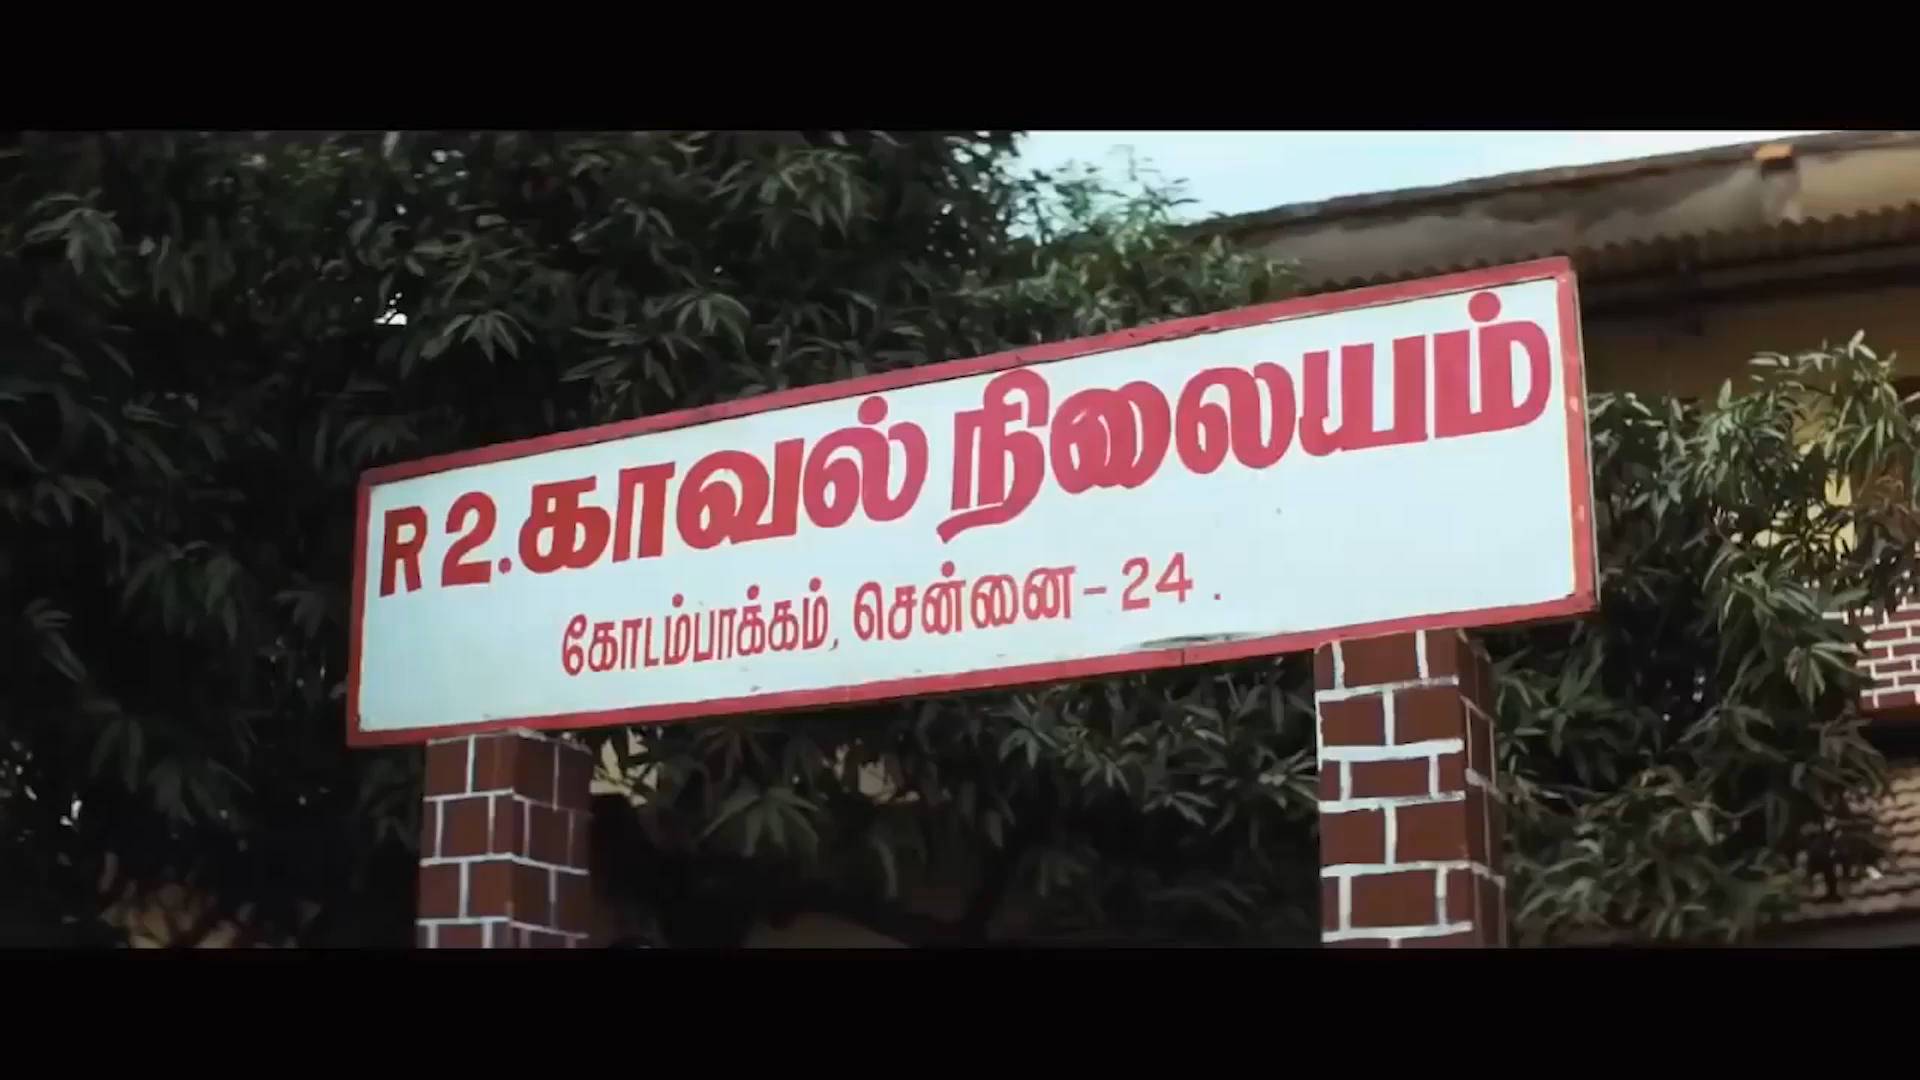 R 2. காவல் நிலையம்
கோடம்பாக்கம், சென்னை - 24 .